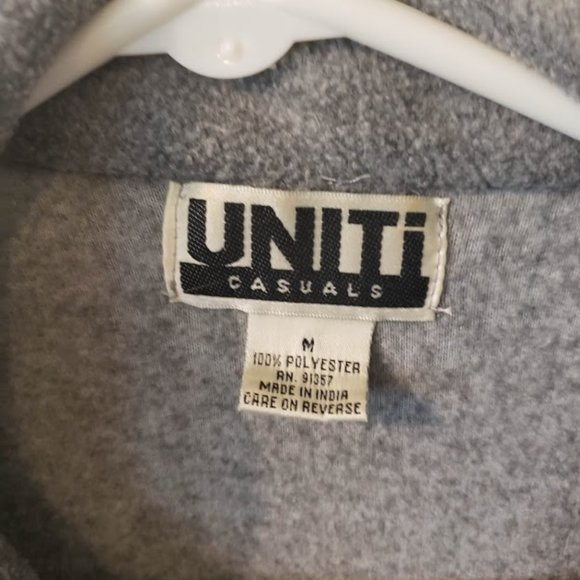 UNITi
CASUALS
M
100% POLYESTER
RN. 91357
MADE IN INDIA
CARE ON REVERSE